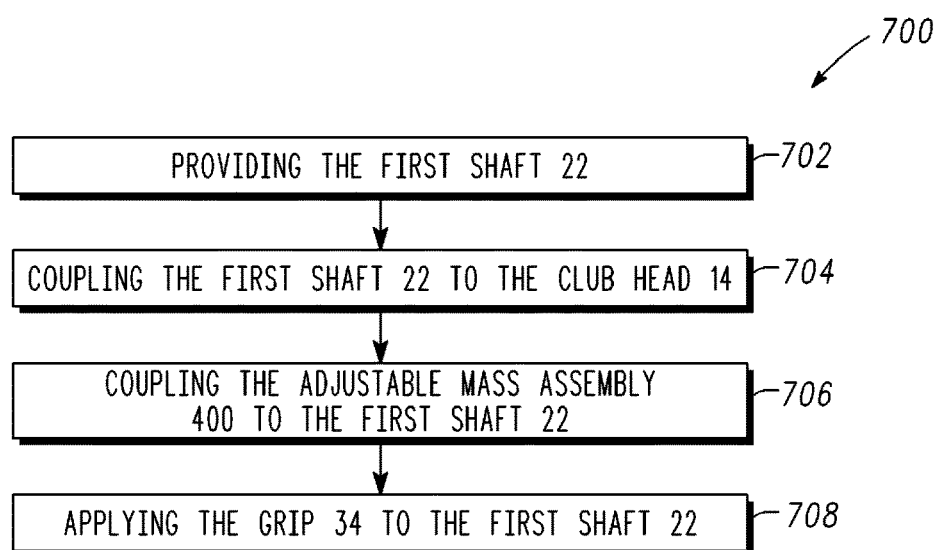 700
PROVIDING THE FIRST SHAFT 22
702
COUPLING THE FIRST SHAFT 22 TO THE CLUB HEAD 14
704
COUPLING THE ADJUSTABLE MASS ASSEMBLY
400 TO THE FIRST SHAFT 22
706
APPLYING THE GRIP 34 TO THE FIRST SHAFT 22
708